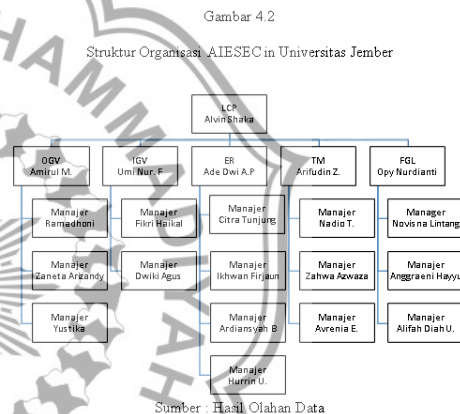 Gambar 4.2
Struktur Organisasi AIESEC in Universitas Jember
LCP
Alvin Shaka
OGV
Amirul M.
IGV
Umi Nur. F
ER
Ade Dwi A.P
TM
Arifudin Z.
FGL
Opy Nurdianti
Manajer
Ramadhoni
Manajer
Fikri Haikal
Manajer
Citra Tunjung
Manajer
Nadia T.
Manager
Novisna Lintang
Manajer
Zaneta Arizandy
Manajer
Dwiki Agus
Manajer
Ikhwan Firjaun
Manajer
Zahwa Azwaza
Manajer
Anggraeni Hayyu
Manajer
Yustika
Manajer
Ardiansyah B
Manajer
Avrenia E.
Manajer
Alifah Diah U.
Manajer
Hurrin U.
Sumber : Hasil Olahan Data